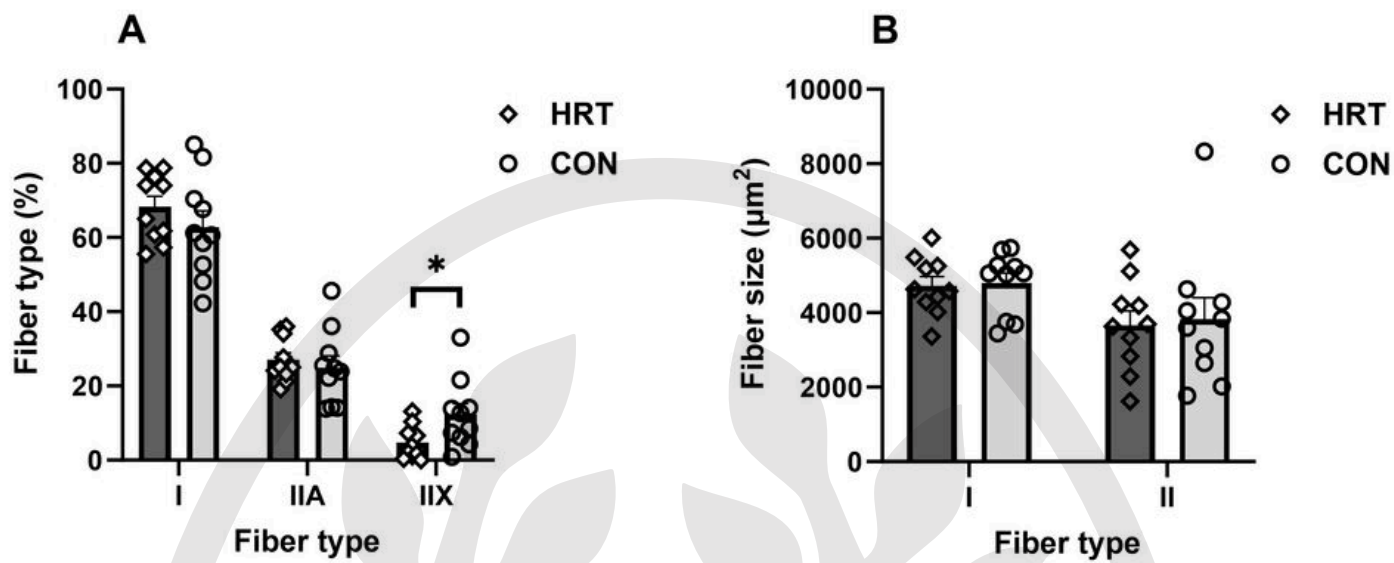 A
Fiber type (%)
100
80
60
40
20
0
*
HRT
CON
I
IIA
IIX
Fiber type
B
Fiber size (µm²)
10000
8000
6000
4000
2000
0
HRT
CON
I
II
Fiber type